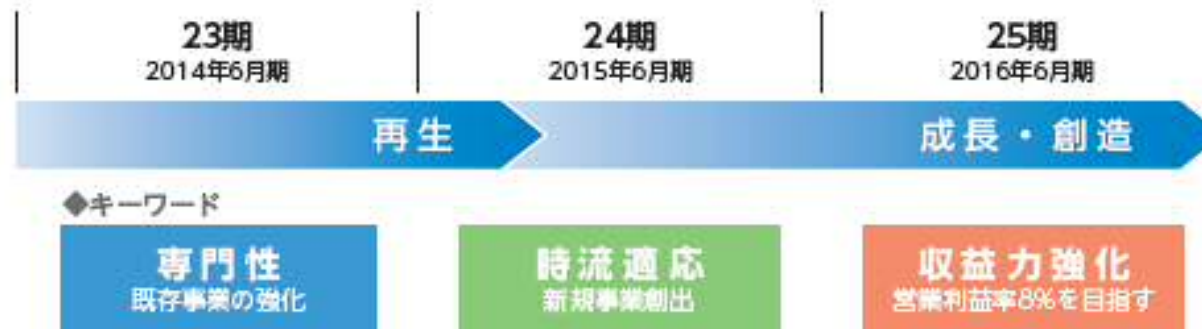 23期
2014年6月期
24期
2015年6月期
25期
2016年6月期
再生
成長・創造
◆キーワード
専門性
既存事業の強化
時流適応
新規事業創出
収益力強化
営業利益率8%を目指す